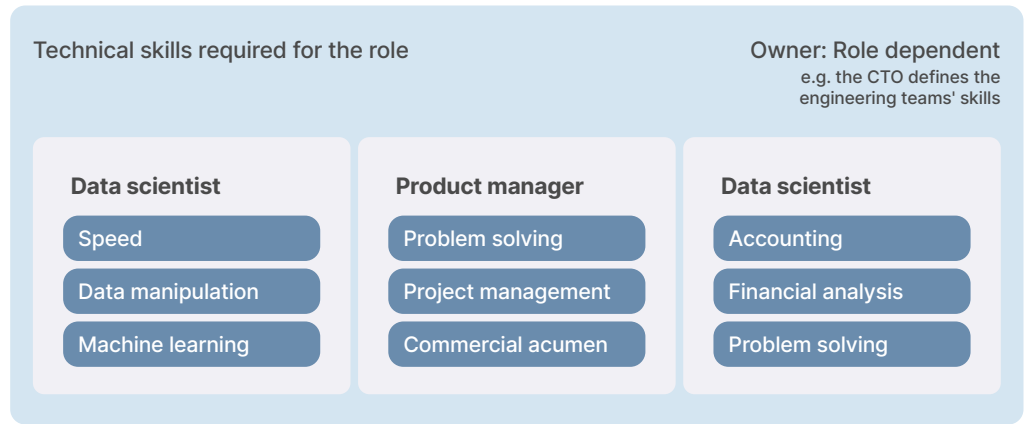 Technical skills required for the role
Owner: Role dependent
e.g. the CTO defines the
engineering teams' skills
Data scientist
Speed
Data manipulation
Machine learning
Product manager
Problem solving
Project management
Commercial acumen
Data scientist
Accounting
Financial analysis
Problem solving